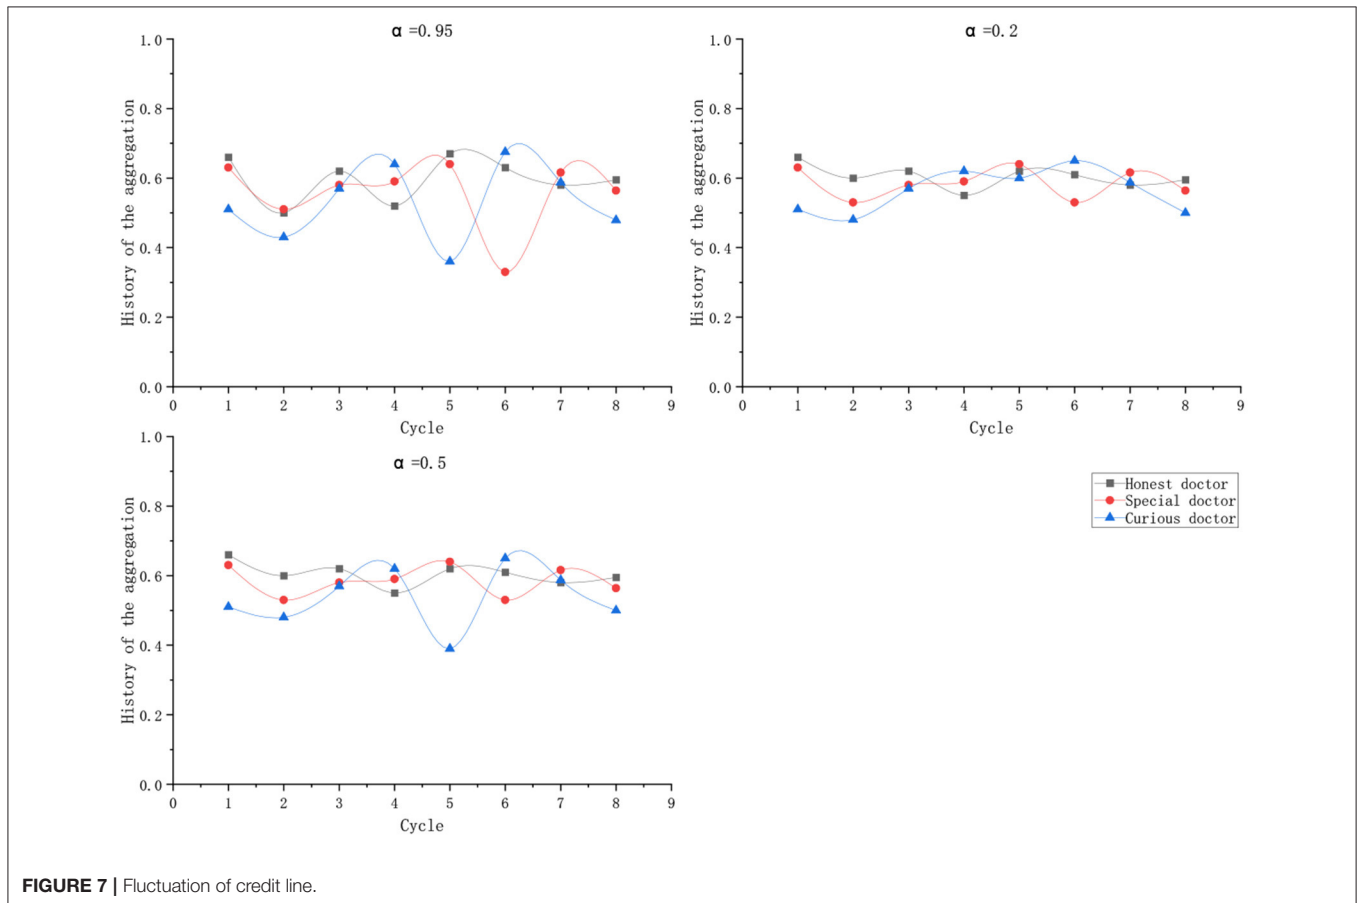 α =0.95
1.0
0.8
0.6
0.4
0.2
0.0
History of the aggregation
0 1 2 3 4 5 6 7 8 9
Cycle
α =0.2
1.0
0.8
0.6
0.4
0.2
0.0
History of the aggregation
0 1 2 3 4 5 6 7 8 9
Cycle
α =0.5
1.0
0.8
0.6
0.4
0.2
0.0
History of the aggregation
0 1 2 3 4 5 6 7 8 9
Cycle
Honest doctor
Special doctor
Curious doctor
FIGURE 7 | Fluctuation of credit line.